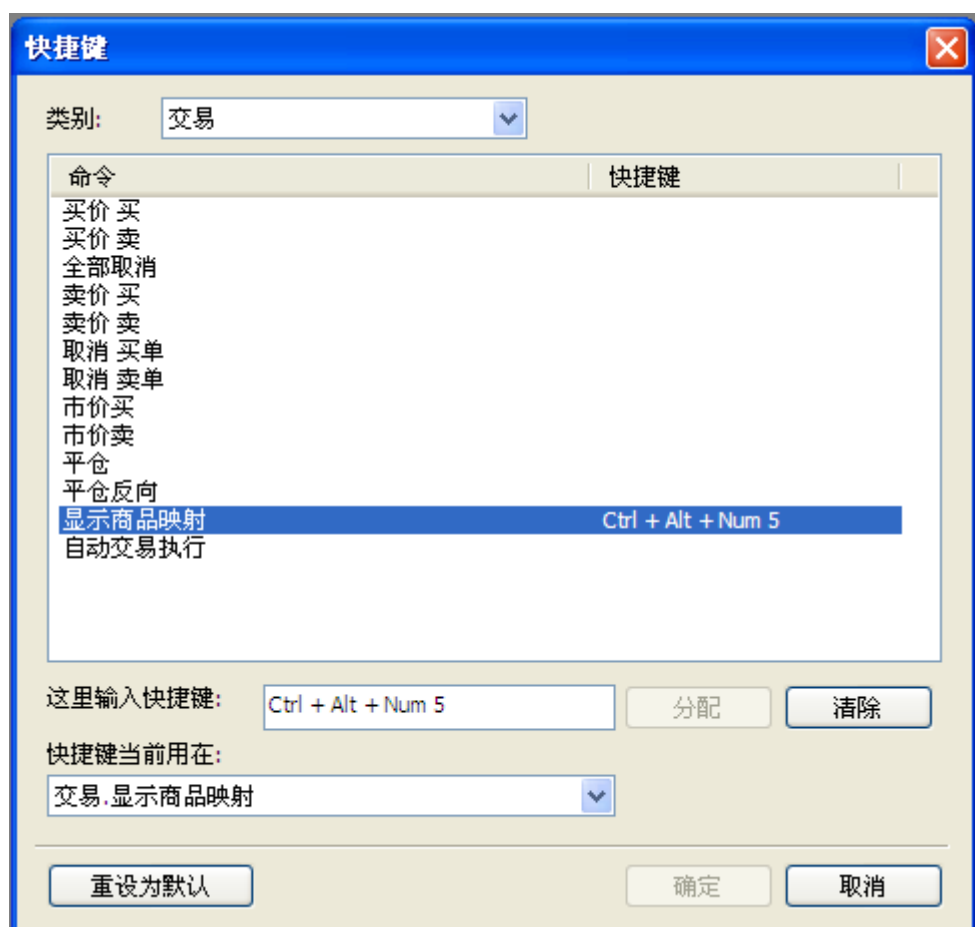 快捷键
类别: 交易
命令 快捷键
买价 买
买价 卖
全部取消
卖价 买
卖价 卖
取消 买单
取消 卖单
市价买
市价卖
平仓
平仓反向
显示商品映射 Ctrl + Alt + Num 5
自动交易执行
这里输入快捷键: Ctrl + Alt + Num 5 分配 清除
快捷键当前用在:
交易.显示商品映射
重设为默认 确定 取消